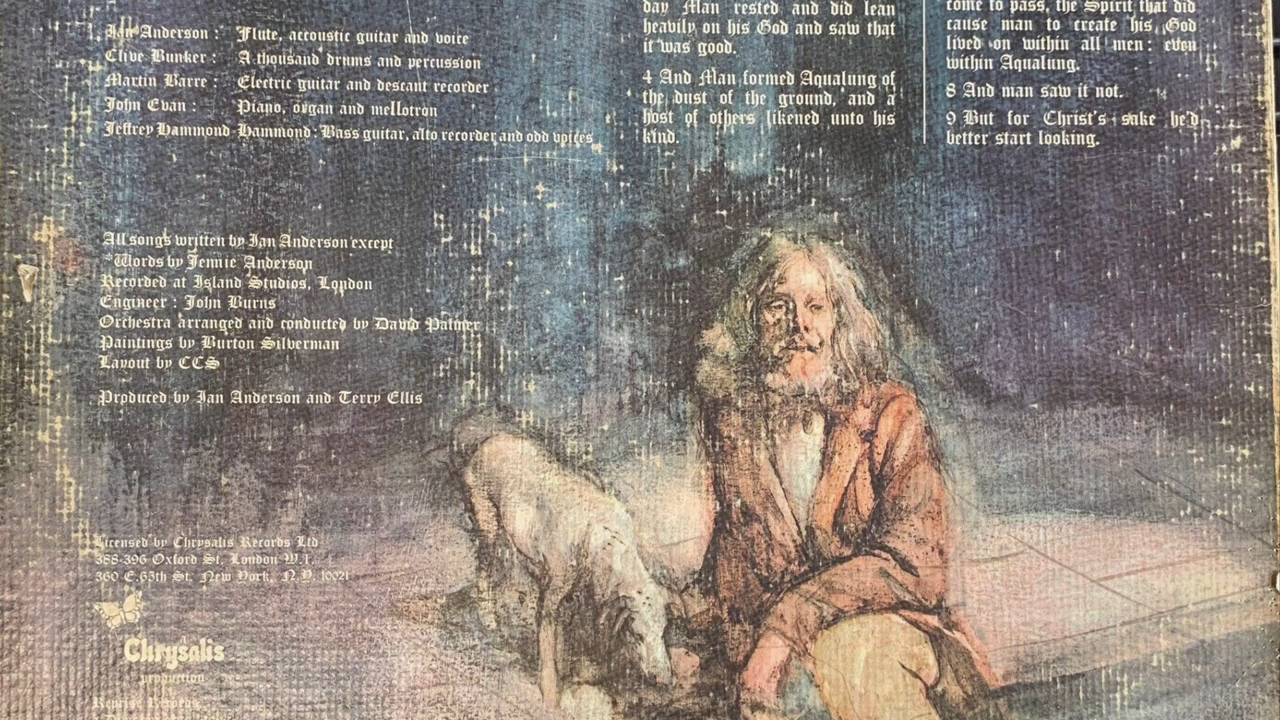 Ian Anderson : Flute, accoustic guitar and voice
Clive Bunker : A thousand drums and percussion
Martin Barre : Electric guitar and descant recorder
John Evan : Piano, organ and mellotron
Jeffrey Hammond-Hammond : Bass guitar, alto recorder and odd voices
All songs written by Ian Anderson except
*Words by Jennie Anderson
Recorded at Island Studios, London
Engineer : John Burns
Orchestra arranged and conducted by David Palmer
Paintings by Burton Silverman
Layout by CCS
Produced by Ian Anderson and Terry Ellis
Licensed by Chrysalis Records Ltd
388-396 Oxford St, London W.1,
360 E.65th St, New York, N.Y. 10021
Chrysalis
production
Reprise Records,
day Man rested and did lean
heavily on his God and saw that
it was good.
4 And Man formed Aqualung of
the dust of the ground, and a
host of others likened unto his
kind.
come to pass, the Spirit that did
cause man to create his God
lived on within all men : even
within Aqualung.
8 And man saw it not.
9 But for Christ's sake he'd
better start looking.